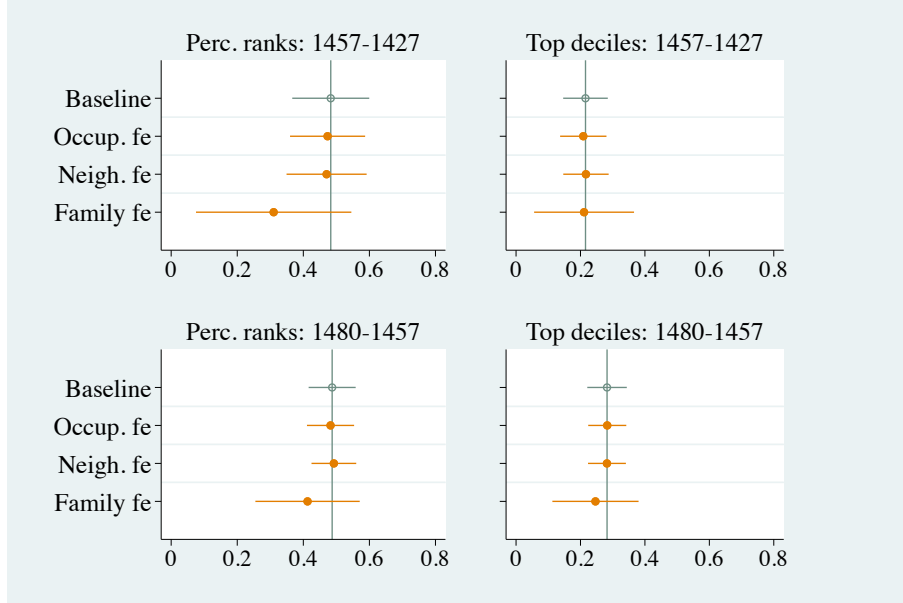 Perc. ranks: 1457-1427
Baseline
Occup. fe
Neigh. fe
Family fe
0 0.2 0.4 0.6 0.8
Top deciles: 1457-1427
0 0.2 0.4 0.6 0.8
Perc. ranks: 1480-1457
Baseline
Occup. fe
Neigh. fe
Family fe
0 0.2 0.4 0.6 0.8
Top deciles: 1480-1457
0 0.2 0.4 0.6 0.8